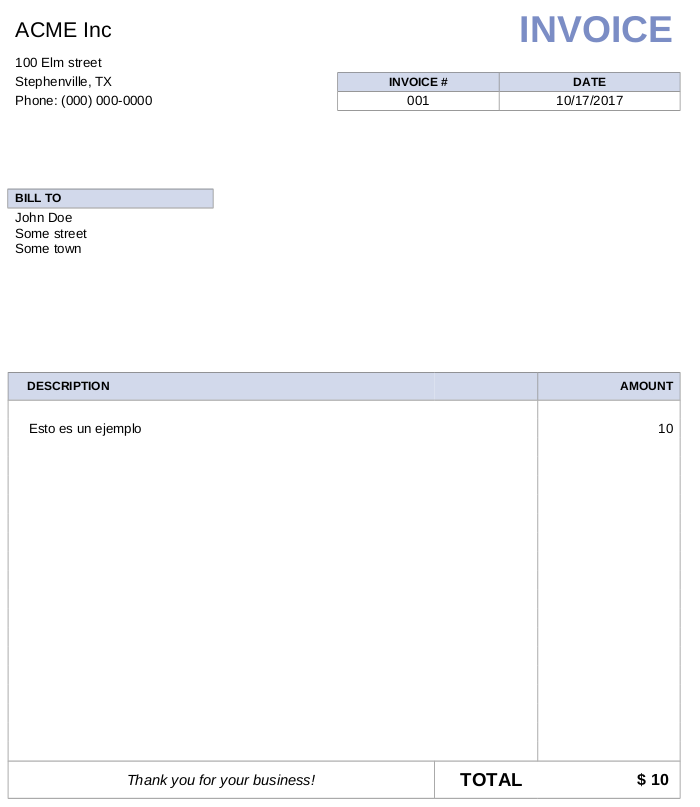 ACME Inc
INVOICE
100 Elm street
Stephenville, TX
Phone: (000) 000-0000
INVOICE # DATE
001 10/17/2017
BILL TO
John Doe
Some street
Some town
DESCRIPTION AMOUNT
Esto es un ejemplo 10
Thank you for your business! TOTAL $ 10